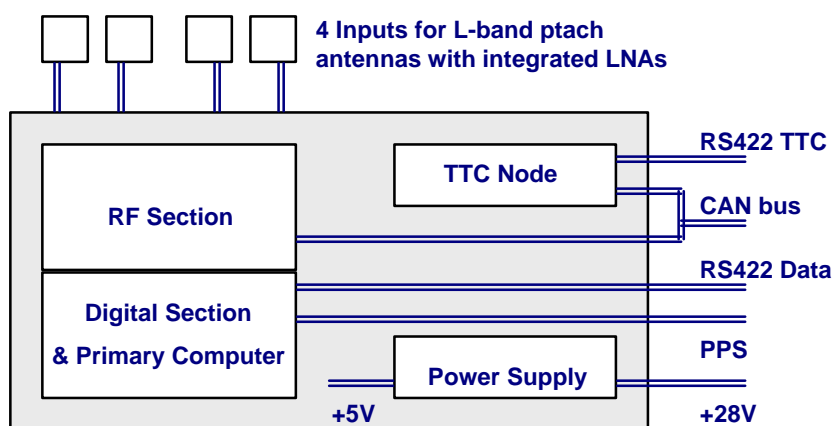 4 Inputs for L-band ptach
antennas with integrated LNAs
RS422 TTC
TTC Node
CAN bus
RF Section
RS422 Data
Digital Section
& Primary Computer
PPS
Power Supply
+5V
+28V